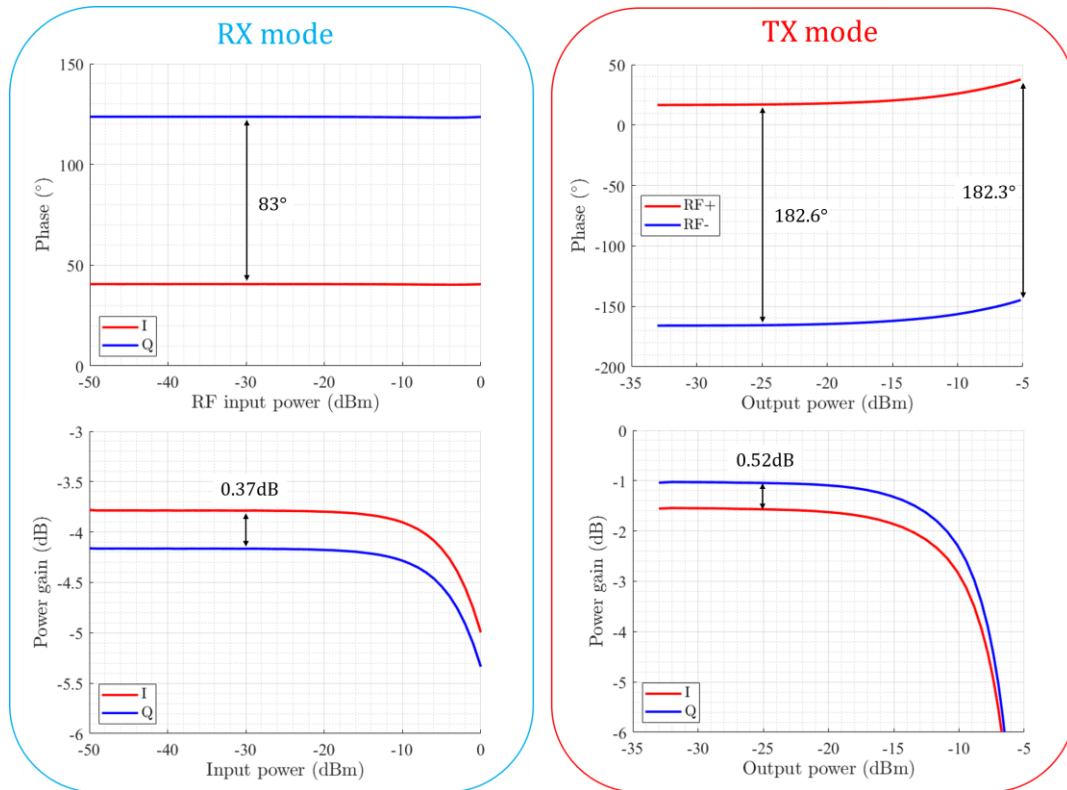 RX mode
150
100
50
0
Phase (°)
83°
I
Q
-50
-40
-30
-20
-10
0
RF input power (dBm)
-3
-3.5
-4
-4.5
-5
-5.5
-6
Power gain (dB)
0.37dB
I
Q
-50
-40
-30
-20
-10
0
Input power (dBm)
TX mode
50
0
-50
-100
-150
-200
Phase (°)
RF+
RF-
182.6°
182.3°
-35
-30
-25
-20
-15
-10
-5
Output power (dBm)
0
-1
-2
-3
-4
-5
-6
Power gain (dB)
0.52dB
I
Q
-35
-30
-25
-20
-15
-10
-5
Output power (dBm)